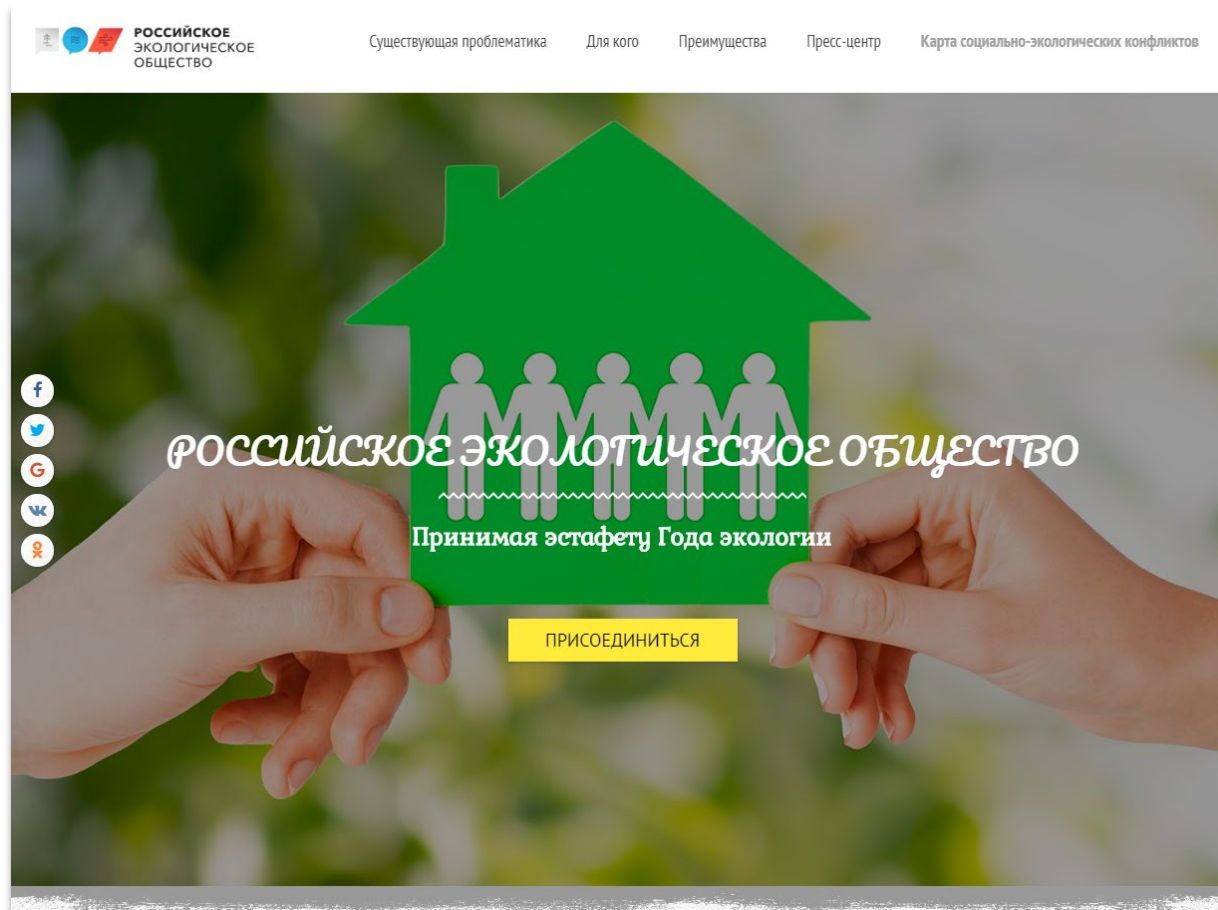 РОССИЙСКОЕ
ЭКОЛОГИЧЕСКОЕ
ОБЩЕСТВО
Существующая проблематика
Для кого
Преимущества
Пресс-центр
Карта социально-экологических конфликтов
РОССИЙСКОЕ ЭКОЛОГИЧЕСКОЕ ОБЩЕСТВО
Принимая эстафету Года экологии
ПРИСОЕДИНИТЬСЯ